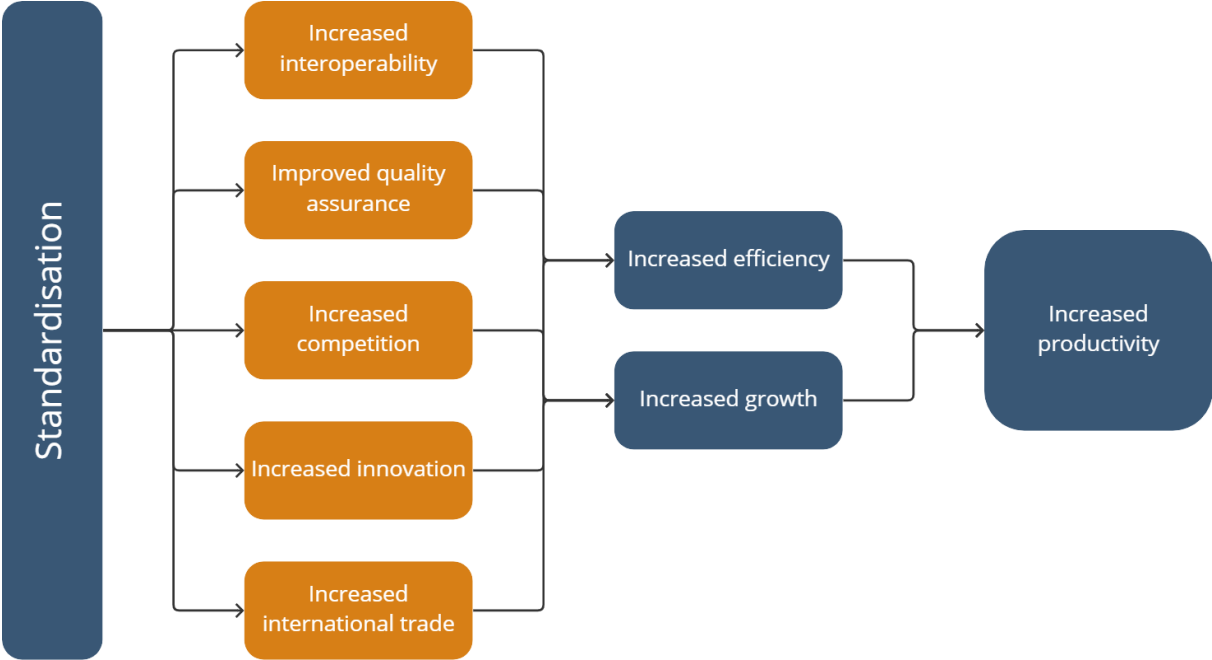 Standardisation
Increased
interoperability
Improved quality
assurance
Increased
competition
Increased innovation
Increased
international trade
Increased efficiency
Increased growth
Increased
productivity